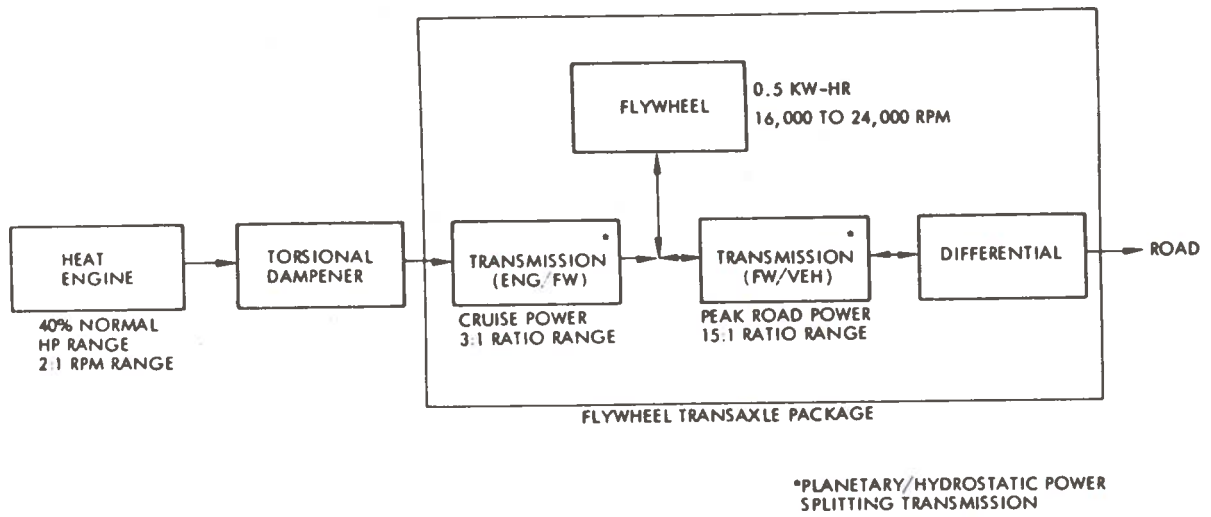 FLYWHEEL
0.5 KW-HR
16,000 TO 24,000 RPM
HEAT
ENGINE
40% NORMAL
HP RANGE
2:1 RPM RANGE
TORSIONAL
DAMPENER
TRANSMISSION *
(ENG/FW)
CRUISE POWER
3:1 RATIO RANGE
TRANSMISSION *
(FW/VEH)
PEAK ROAD POWER
15:1 RATIO RANGE
DIFFERENTIAL
ROAD
FLYWHEEL TRANSAXLE PACKAGE
*PLANETARY/HYDROSTATIC POWER
SPLITTING TRANSMISSION